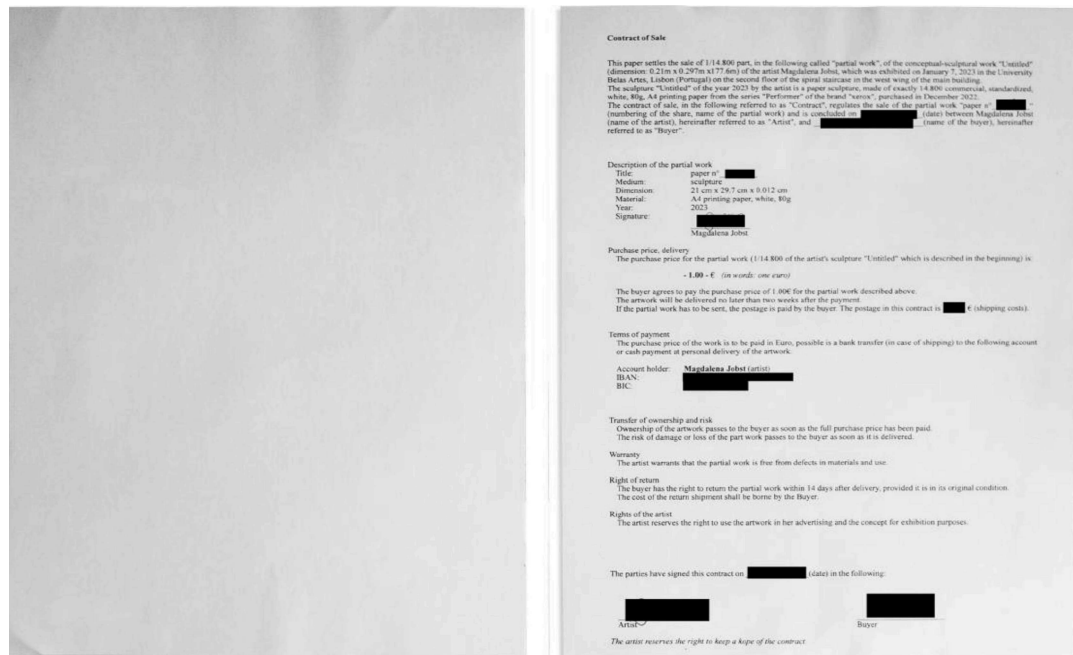 Contract of Sale
This paper settles the sale of 1/14.800 part, in the following called "partial work", of the conceptual-sculptural work "Untitled"
(dimension: 0.21m x 0.297m x177.6m) of the artist Magdalena Jobst, which was exhibited on January 7, 2023 in the University
Belas Artes, Lisbon (Portugal) on the second floor of the spiral staircase in the west wing of the main building.
The sculpture "Untitled" of the year 2023 by the artist is a paper sculpture, made of exactly 14.800 commercial, standardized,
white, 80g, A4 printing paper from the series "Performer" of the brand "xerox", purchased in December 2022.
The contract of sale, in the following referred to as "Contract", regulates the sale of the partial work "paper n° "
(numbering of the share, name of the partial work) and is concluded on (date) between Magdalena Jobst
(name of the artist), hereinafter referred to as "Artist", and (name of the buyer), hereinafter
referred to as "Buyer".
Description of the partial work
Title: paper n°
Medium: sculpture
Dimension: 21 cm x 29.7 cm x 0.012 cm
Material: A4 printing paper, white, 80g
Year: 2023
Signature:
Magdalena Jobst
Purchase price, delivery
The purchase price for the partial work (1/14.800 of the artist's sculpture "Untitled" which is described in the beginning) is:
- 1.00 - € (in words: one euro)
The buyer agrees to pay the purchase price of 1.00€ for the partial work described above.
The artwork will be delivered no later than two weeks after the payment.
If the partial work has to be sent, the postage is paid by the buyer. The postage in this contract is € (shipping costs).
Terms of payment
The purchase price of the work is to be paid in Euro, possible is a bank transfer (in case of shipping) to the following account
or cash payment at personal delivery of the artwork.
Account holder: Magdalena Jobst (artist)
IBAN:
BIC:
Transfer of ownership and risk
Ownership of the artwork passes to the beyer as soon as the full purchase price has been paid.
The risk of damage or loss of the part work passes to the buyer as soon as it is delivered.
Warranty
The artist warrants that the partial work is free from defects in materials and use.
Right of return
The buyer has the right to return the partial work within 14 days after delivery, provided it is in its original condition.
The cost of the return shipment shall be borne by the Buyer.
Rights of the artist
The artist reserves the right to use the artwork in her advertising and the concept for exhibition purposes.
The parties have signed this contract on (date) in the following:
Artist Buyer
The artist reserves the right to keep a kope of the contract